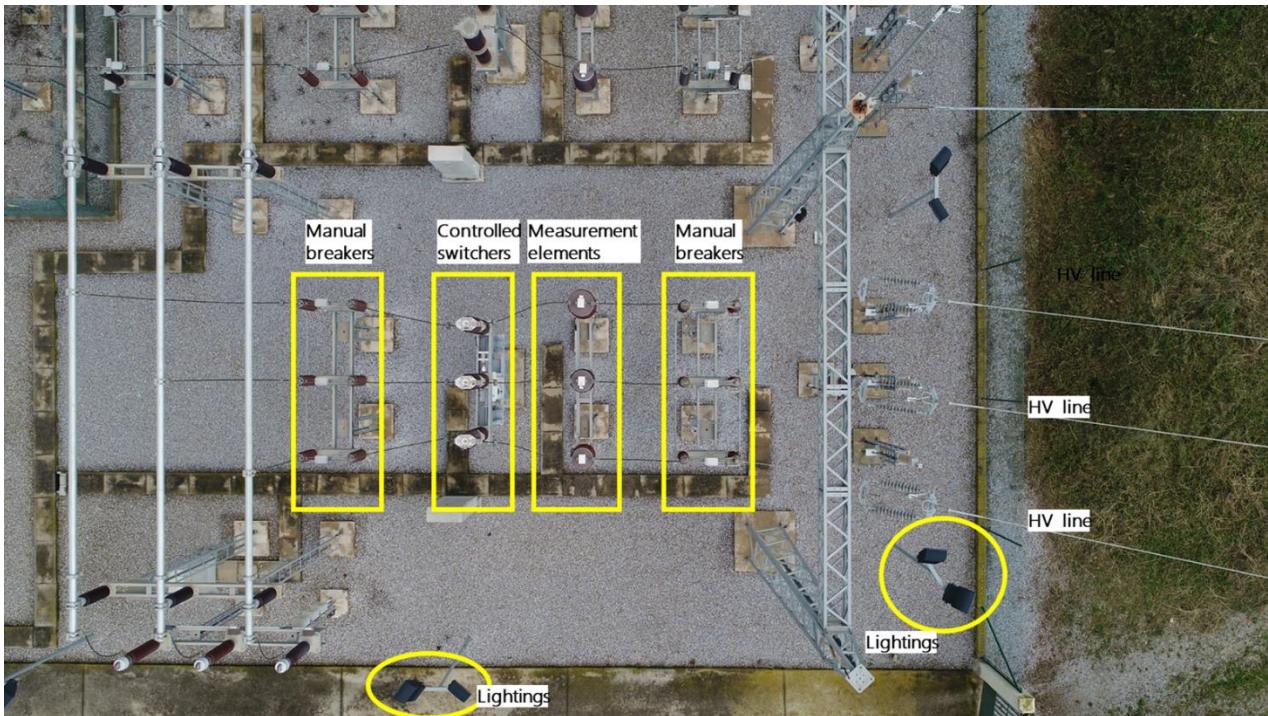 Manual
breakers
Controlled
switchers
Measurement
elements
Manual
breakers
HV line
HV line
HV line
Lightings
Lightings